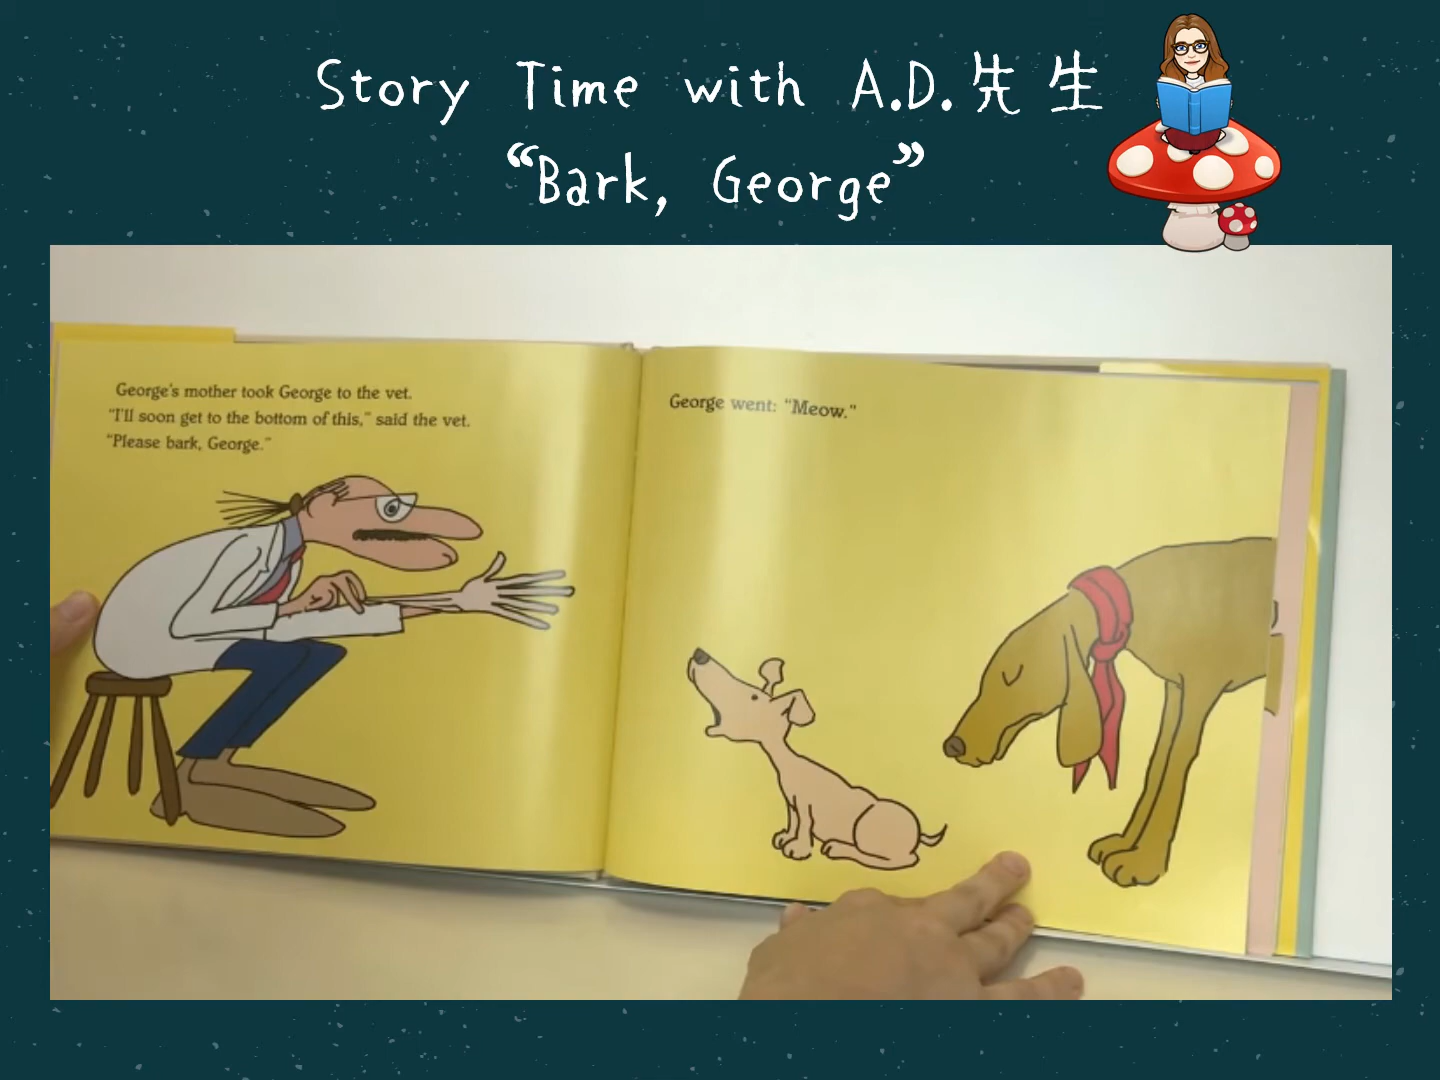 Story Time with A.D.先生
“Bark, George”
George's mother took George to the vet.
"I'll soon get to the bottom of this," said the vet.
"Please bark, George."
George went: "Meow."